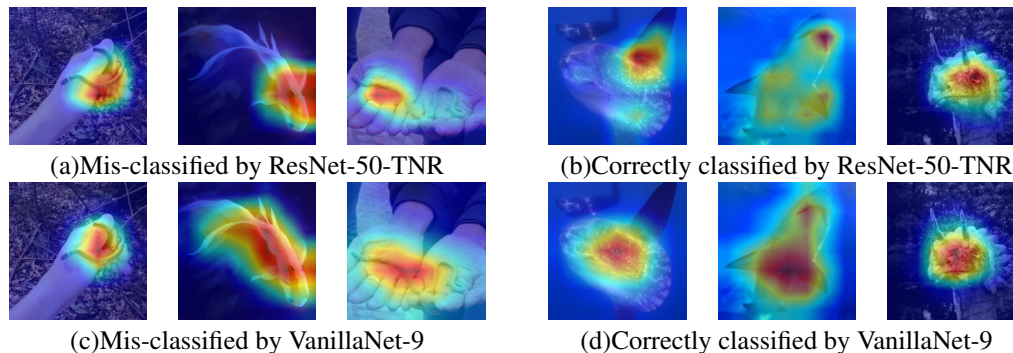 (a)Mis-classified by ResNet-50-TNR
(b)Correctly classified by ResNet-50-TNR
(c)Mis-classified by VanillaNet-9
(d)Correctly classified by VanillaNet-9